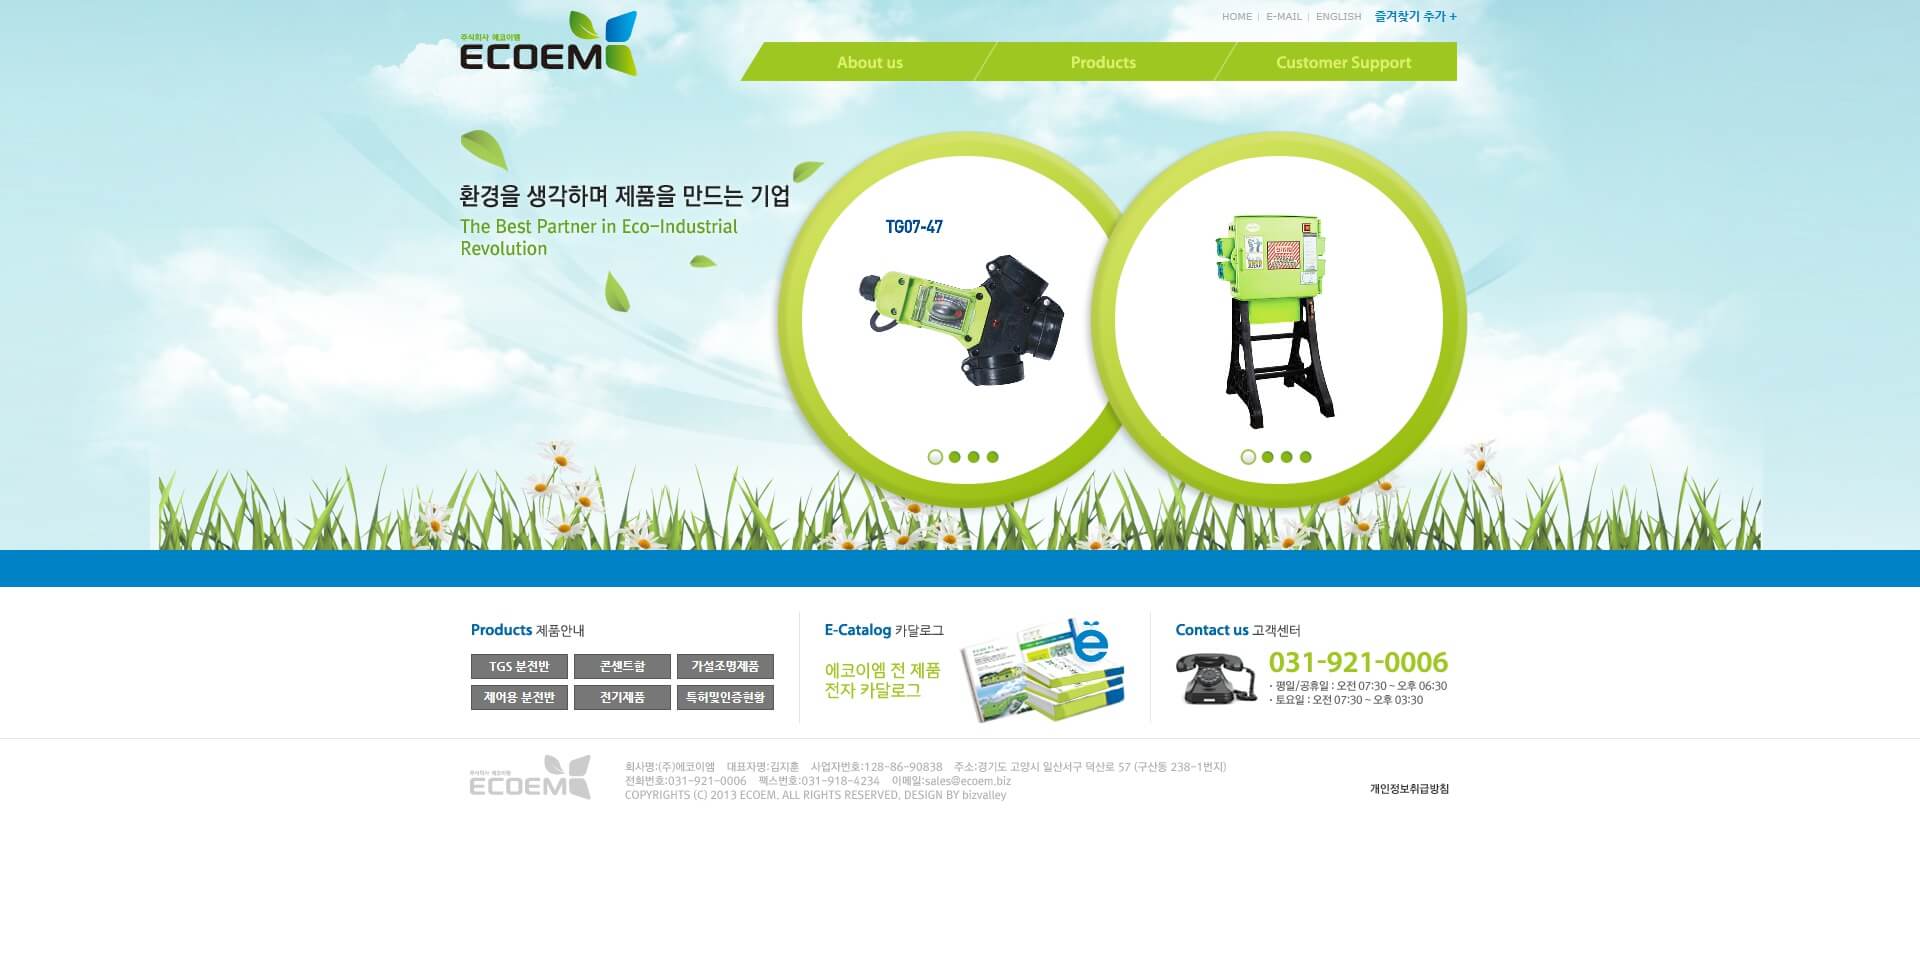 HOME | E-MAIL | ENGLISH 즐겨찾기 추가 +
주식회사 에코이엠
ECOEM
About us
Products
Customer Support
환경을 생각하며 제품을 만드는 기업
The Best Partner in Eco-Industrial
Revolution
TG07-47
Products 제품안내
TGS 분전반
콘센트함
가설조명제품
제어용 분전반
전기제품
특허및인증현황
E-Catalog 카달로그
에코이엠 전 제품
전자 카달로그
Contact us 고객센터
031-921-0006
· 평일/공휴일 : 오전 07:30 ~ 오후 06:30
· 토요일 : 오전 07:30 ~ 오후 03:30
주식회사 에코이엠
ECOEM
회사명:(주)에코이엠 대표자명:김지훈 사업자번호:128-86-90838 주소:경기도 고양시 일산서구 덕산로 57 (구산동 238-1번지)
전화번호:031-921-0006 팩스번호:031-918-4234 이메일:sales@ecoem.biz
COPYRIGHTS (C) 2013 ECOEM. ALL RIGHTS RESERVED, DESIGN BY bizvalley
개인정보취급방침